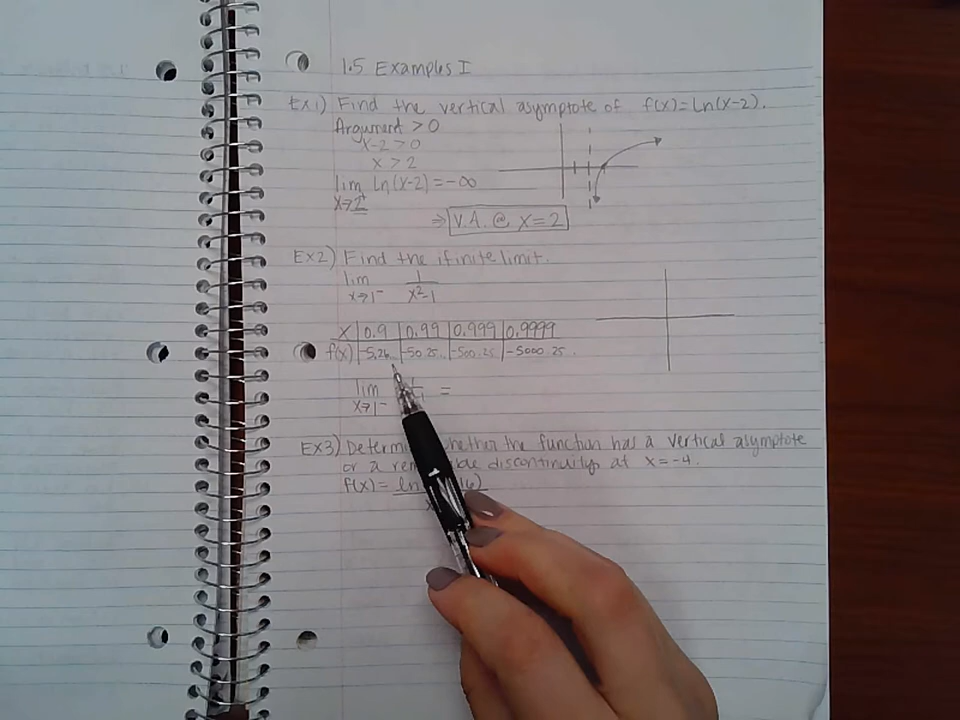 1.5 Examples I
Ex1) Find the vertical asymptote of f(x)=ln(x-2).
Argument > 0
x-2>0
x>2
lim ln(x-2)=-∞
x→2⁺
⇒ V.A. @ x=2
Ex2) Find the ifinite limit.
lim 1
x→1⁻ x²-1
x 0.9 0.99 0.999 0.9999
f(x) -5.26.. -50.25.. -500.25 -5000.25.
lim =
x→1⁻
Ex3) whether the function has a vertical asymptote
or a discontinuity at x=-4.
f(x)= ln